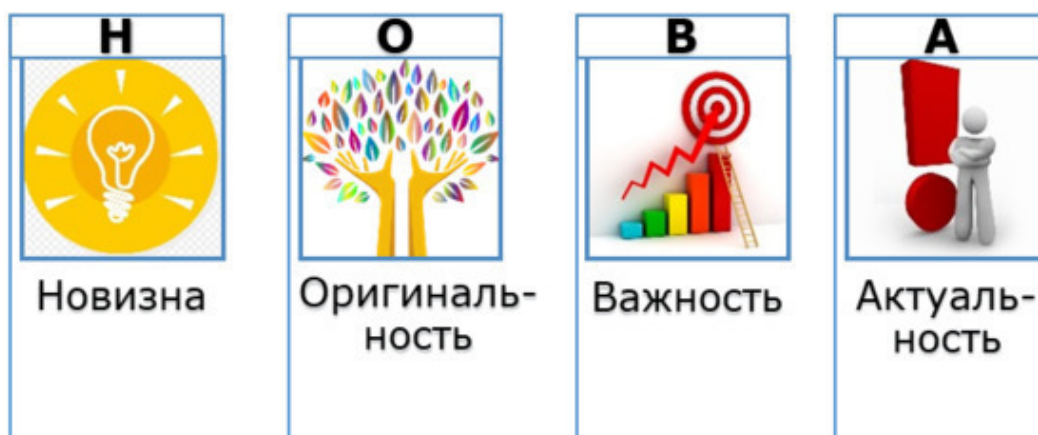 Н О В А
Новизна
Оригиналь-
ность
Важность
Актуаль-
ность